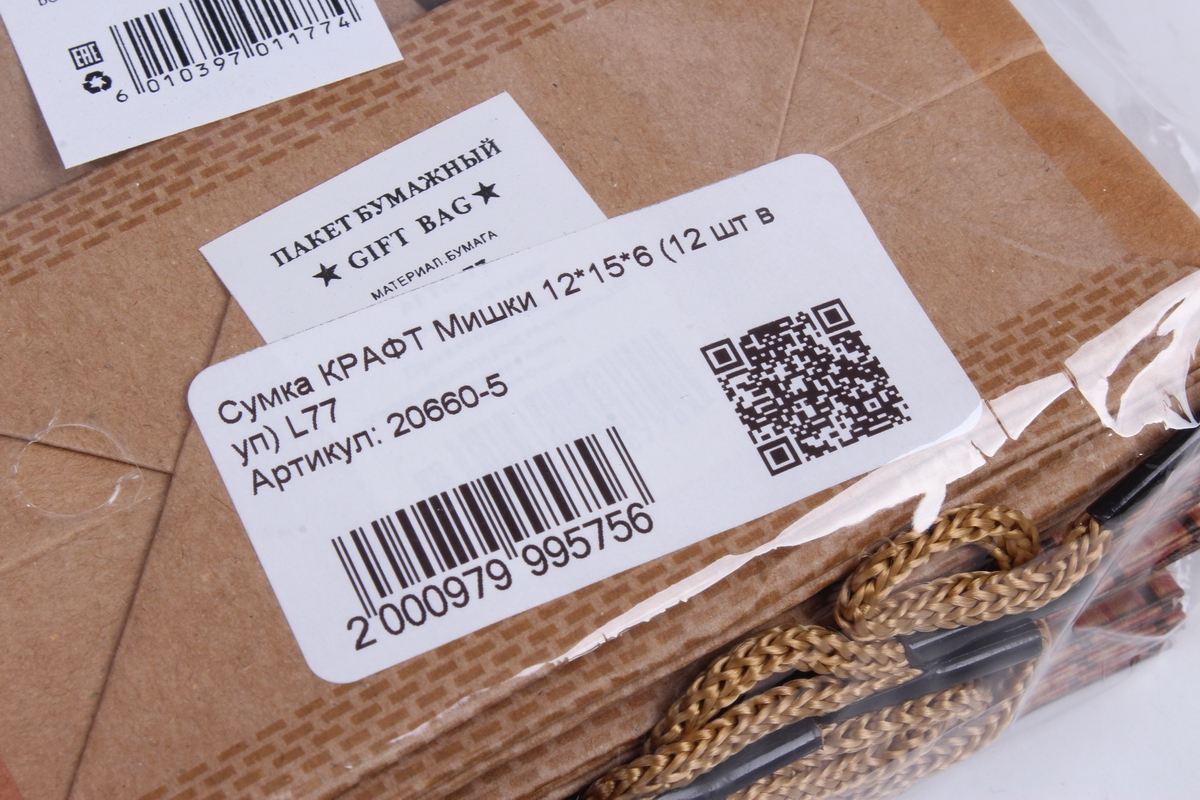 EAC
6 010397 011774
ПАКЕТ БУМАЖНЫЙ
★ GIFT BAG ★
МАТЕРИАЛ:БУМАГА
Сумка КРАФТ Мишки 12*15*6 (12 шт в
уп) L77
Артикул: 20660-5
2 000979 995756